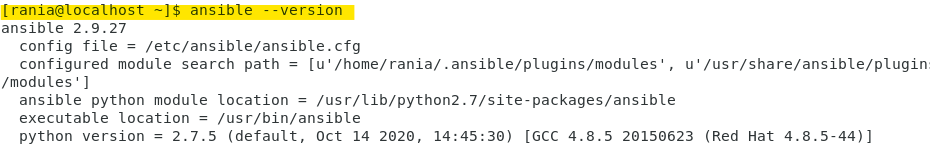 [rania@localhost ~]$ ansible --version
ansible 2.9.27
  config file = /etc/ansible/ansible.cfg
  configured module search path = [u'/home/rania/.ansible/plugins/modules', u'/usr/share/ansible/plugins
/modules']
  ansible python module location = /usr/lib/python2.7/site-packages/ansible
  executable location = /usr/bin/ansible
  python version = 2.7.5 (default, Oct 14 2020, 14:45:30) [GCC 4.8.5 20150623 (Red Hat 4.8.5-44)]